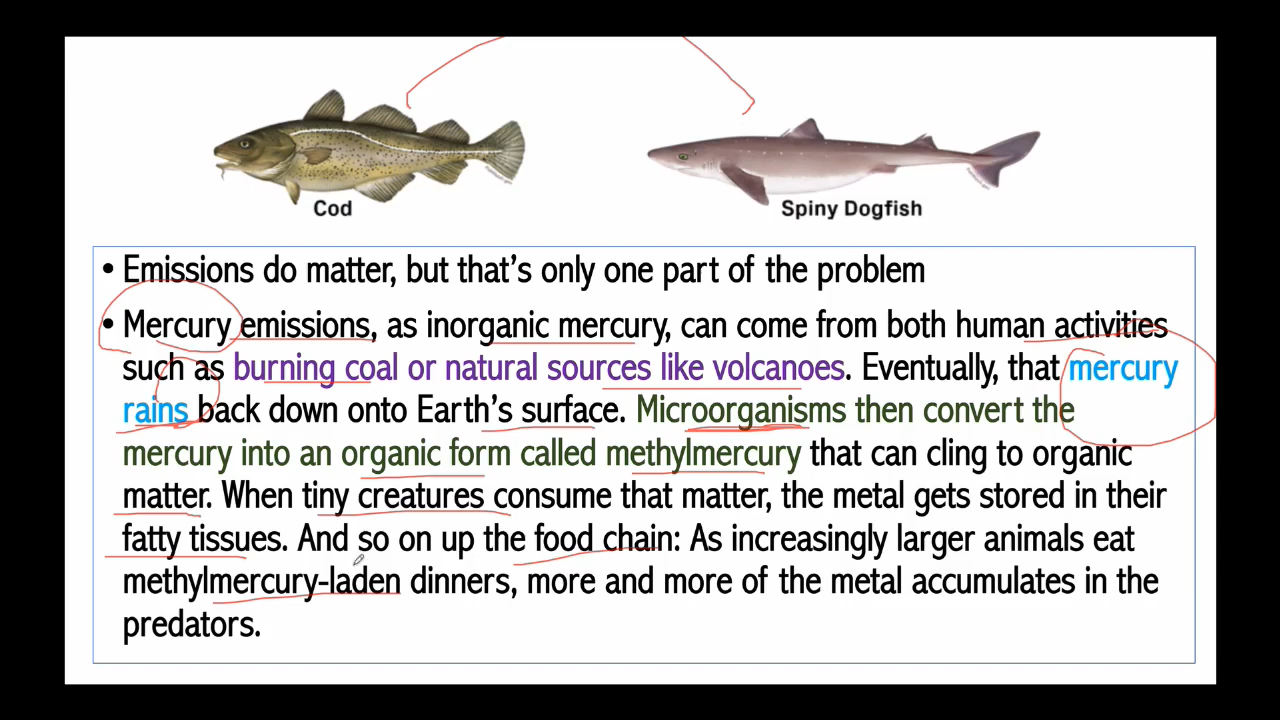 Cod
Spiny Dogfish
• Emissions do matter, but that's only one part of the problem
• Mercury emissions, as inorganic mercury, can come from both human activities
such as burning coal or natural sources like volcanoes. Eventually, that mercury
rains back down onto Earth's surface. Microorganisms then convert the
mercury into an organic form called methylmercury that can cling to organic
matter. When tiny creatures consume that matter, the metal gets stored in their
fatty tissues. And so on up the food chain: As increasingly larger animals eat
methylmercury-laden dinners, more and more of the metal accumulates in the
predators.